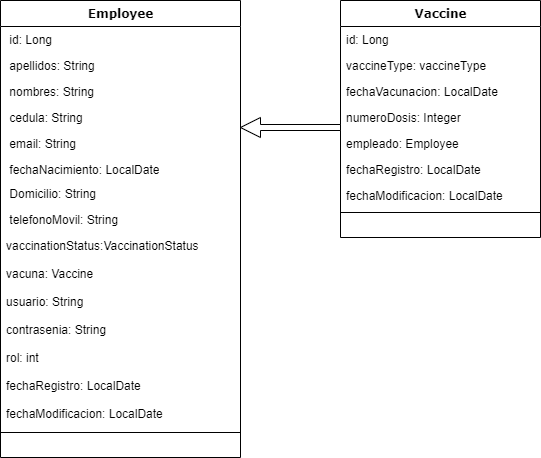 Employee
id: Long
apellidos: String
nombres: String
cedula: String
email: String
fechaNacimiento: LocalDate
Domicilio: String
telefonoMovil: String
vaccinationStatus:VaccinationStatus
vacuna: Vaccine
usuario: String
contrasenia: String
rol: int
fechaRegistro: LocalDate
fechaModificacion: LocalDate
Vaccine
id: Long
vaccineType: vaccineType
fechaVacunacion: LocalDate
numeroDosis: Integer
empleado: Employee
fechaRegistro: LocalDate
fechaModificacion: LocalDate